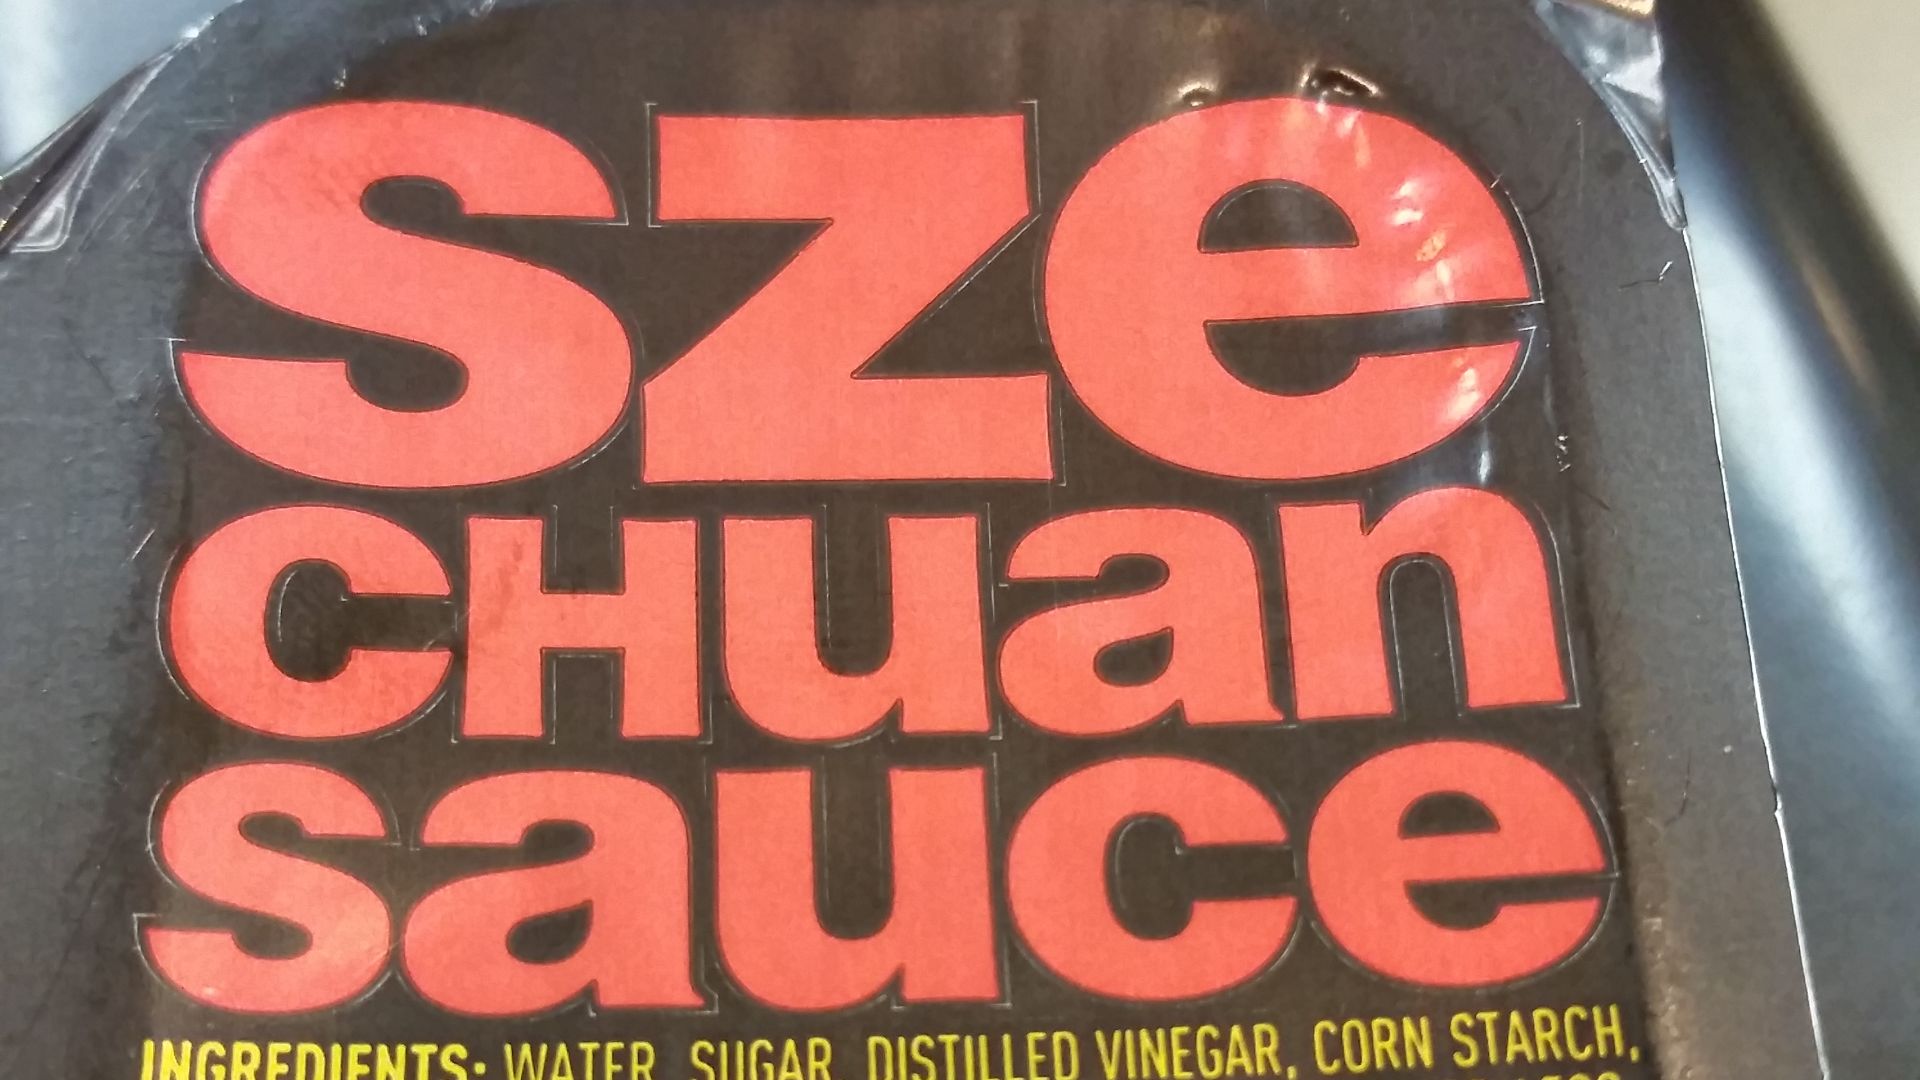 sze
cHuan
sauce
INGREDIENTS: WATER, SUGAR, DISTILLED VINEGAR, CORN STARCH,